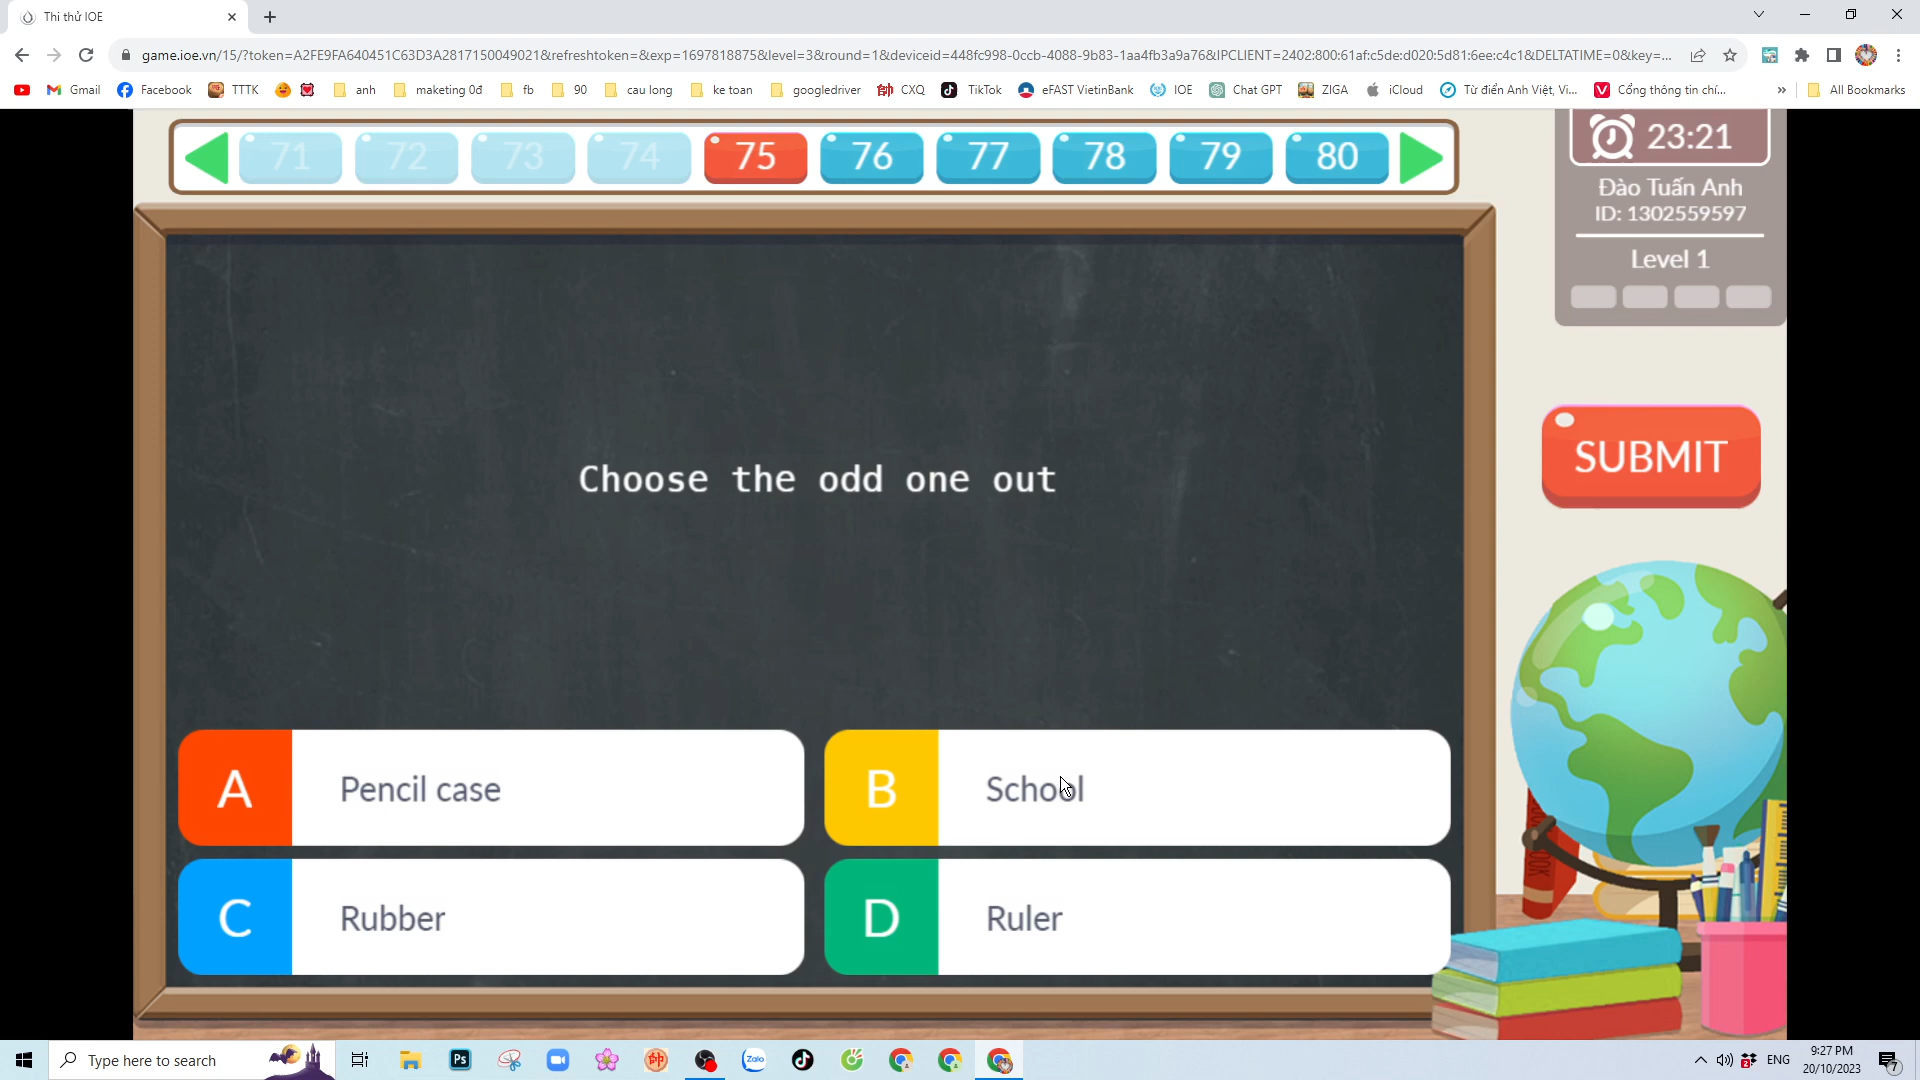 Thi thử IOE
game.ioe.vn/15/?token=A2FE9FA640451C63D3A2817150049021&refreshtoken=&exp=1697818875&level=3&round=1&deviceid=448fc998-0ccb-4088-9b83-1aa4fb3a9a76&IPCLIENT=2402:800:61af:c5de:d020:5d81:6ee:c4c1&DELTATIME=0&key=...
Gmail Facebook TTTK anh maketing 0đ fb 90 cau long ke toan googledriver CXQ TikTok eFAST VietinBank IOE Chat GPT ZIGA iCloud Từ điển Anh Việt, Vi... Cổng thông tin chí... » All Bookmarks
71 72 73 74 75 76 77 78 79 80
23:21
Đào Tuấn Anh
ID: 1302559597
Level 1
Choose the odd one out
SUBMIT
A Pencil case
B School
C Rubber
D Ruler
Type here to search
Ps
Zalo
ENG
9:27 PM
20/10/2023
7